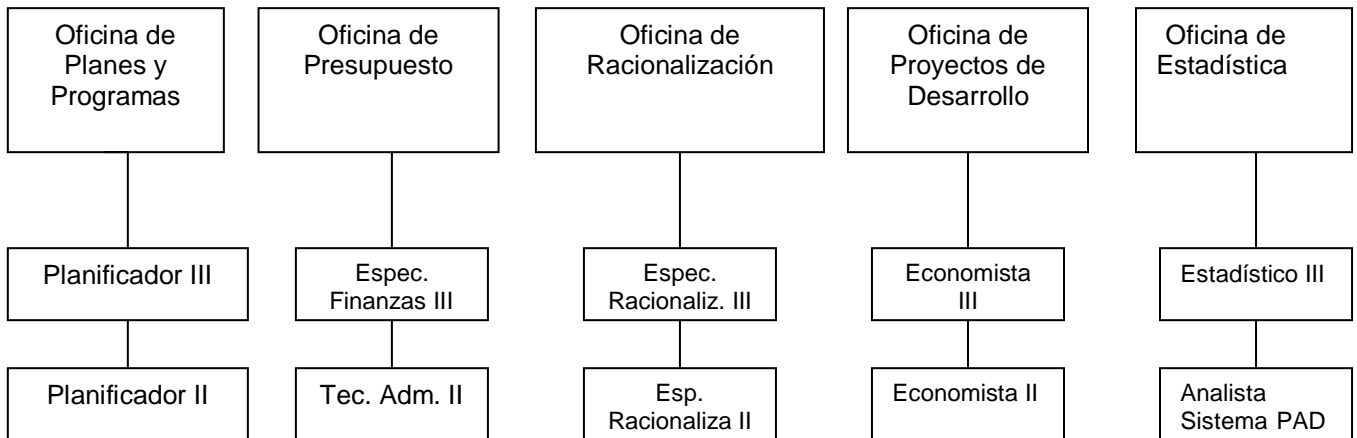 Oficina de
Planes y
Programas
Oficina de
Presupuesto
Oficina de
Racionalización
Oficina de
Proyectos de
Desarrollo
Oficina de
Estadística
Planificador III
Espec.
Finanzas III
Espec.
Racionaliz. III
Economista
III
Estadístico III
Planificador II
Tec. Adm. II
Esp.
Racionaliza II
Economista II
Analista
Sistema PAD